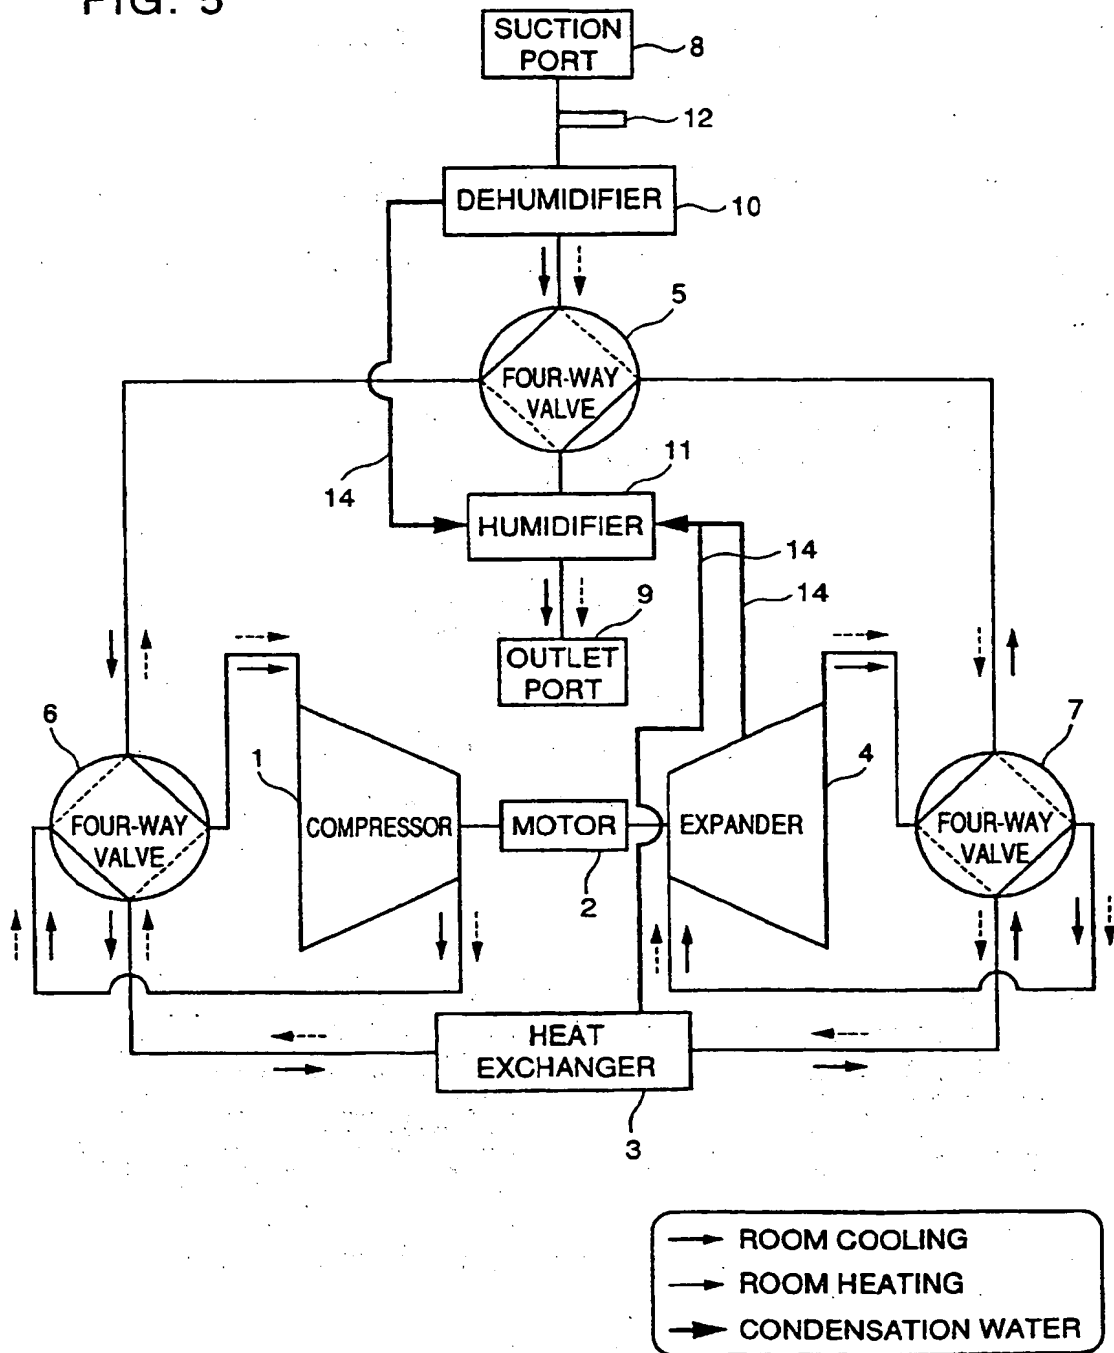 FIG. 5
SUCTION
PORT
8
12
DEHUMIDIFIER
10
5
FOUR-WAY
VALVE
14
11
HUMIDIFIER
14
14
9
OUTLET
PORT
6
FOUR-WAY
VALVE
1
COMPRESSOR
MOTOR
2
EXPANDER
4
7
FOUR-WAY
VALVE
HEAT
EXCHANGER
3
ROOM COOLING
ROOM HEATING
CONDENSATION WATER